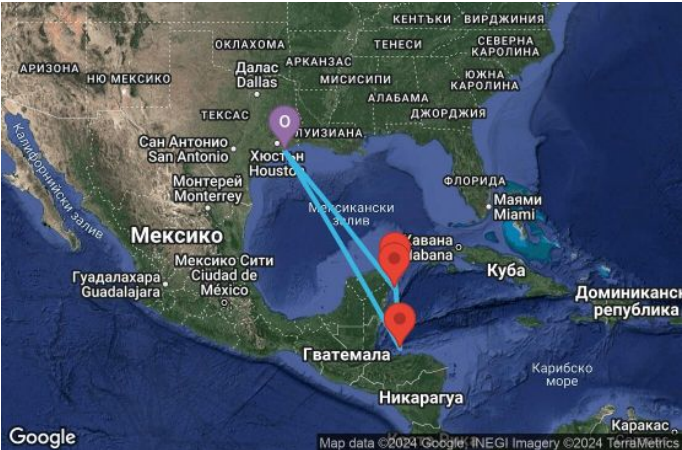 КЕНТЪКИ
ВИРДЖИНИЯ
ОКЛАХОМА
ТЕНЕСИ
СЕВЕРНА
КАРОЛИНА
АРИЗОНА
НЮ МЕКСИКО
Далас
Dallas
АРКАНЗАС
МИСИСИПИ
ЮЖНА
КАРОЛИНА
АЛАБАМА
ДЖОРДЖИЯ
ТЕКСАС
O
ЛУИЗИАНА
Сан Антонио
San Antonio
Хюстън
Houston
Калифорнийски залив
Монтерей
Monterrey
ФЛОРИДА
Маями
Miami
Мексикански
залив
Мексико
Хавана
Habana
Мексико Сити
Ciudad de
México
Гуадалахара
Guadalajara
Куба
Доминиканск
република
Гватемала
Карибско
море
Никарагуа
Каракас
Google
Map data ©2024 Google, INEGI Imagery ©2024 TerraMetrics